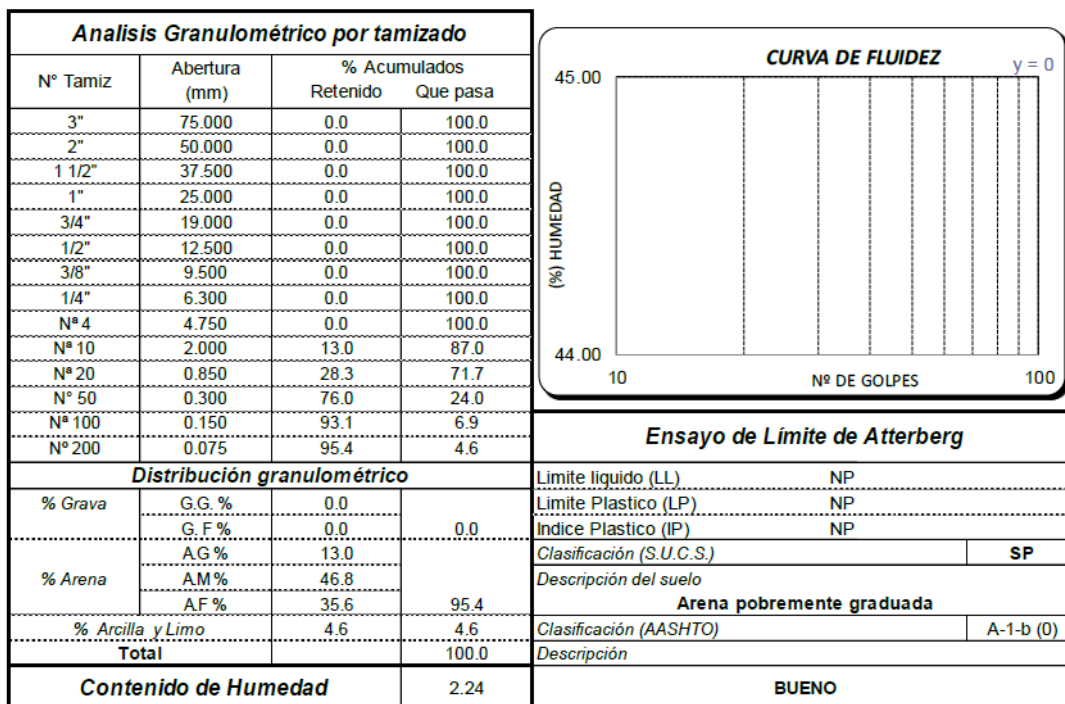 Analisis Granulométrico por tamizado
N° Tamiz Abertura (mm) % Acumulados
Retenido Que pasa
3" 75.000 0.0 100.0
2" 50.000 0.0 100.0
1 1/2" 37.500 0.0 100.0
1" 25.000 0.0 100.0
3/4" 19.000 0.0 100.0
1/2" 12.500 0.0 100.0
3/8" 9.500 0.0 100.0
1/4" 6.300 0.0 100.0
Nª 4 4.750 0.0 100.0
Nª 10 2.000 13.0 87.0
Nª 20 0.850 28.3 71.7
N° 50 0.300 76.0 24.0
Nª 100 0.150 93.1 6.9
Nº 200 0.075 95.4 4.6
Distribución granulométrico
% Grava G.G. % 0.0
G. F % 0.0 0.0
A.G % 13.0
% Arena A.M % 46.8
A.F % 35.6 95.4
% Arcilla y Limo 4.6 4.6
Total 100.0
Contenido de Humedad 2.24
CURVA DE FLUIDEZ
y = 0
45.00
(%) HUMEDAD
44.00
10 Nº DE GOLPES 100
Ensayo de Límite de Atterberg
Limite liquido (LL) NP
Limite Plastico (LP) NP
Indice Plastico (IP) NP
Clasificación (S.U.C.S.) SP
Descripción del suelo
Arena pobremente graduada
Clasificación (AASHTO) A-1-b (0)
Descripción
BUENO